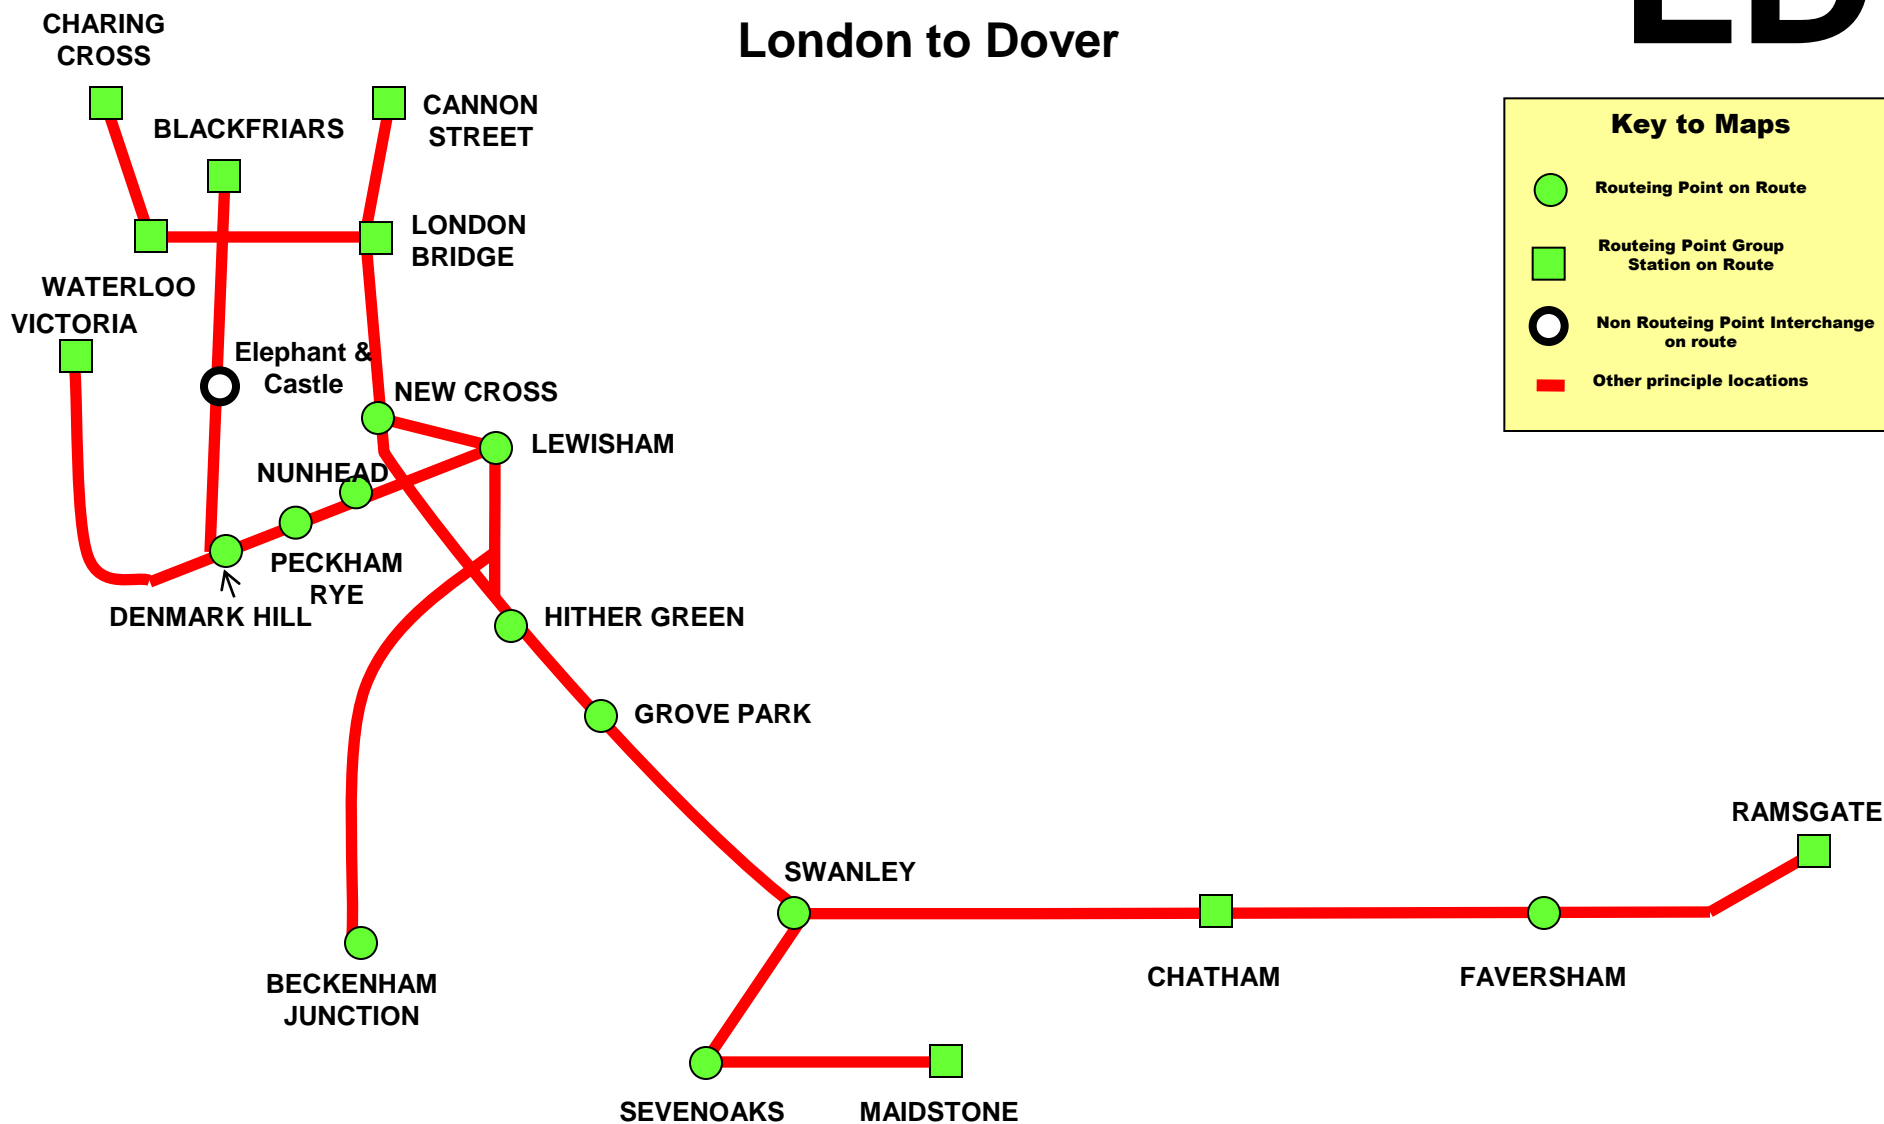 CHARING
CROSS
London to Dover
LD
BLACKFRIARS
CANNON
STREET
Key to Maps
Routeing Point on Route
Routeing Point Group
Station on Route
Non Routeing Point Interchange
on route
Other principle locations
LONDON
BRIDGE
WATERLOO
VICTORIA
Elephant &
Castle
NEW CROSS
LEWISHAM
NUNHEAD
PECKHAM
RYE
DENMARK HILL
HITHER GREEN
GROVE PARK
RAMSGATE
SWANLEY
BECKENHAM
JUNCTION
CHATHAM
FAVERSHAM
SEVENOAKS
MAIDSTONE